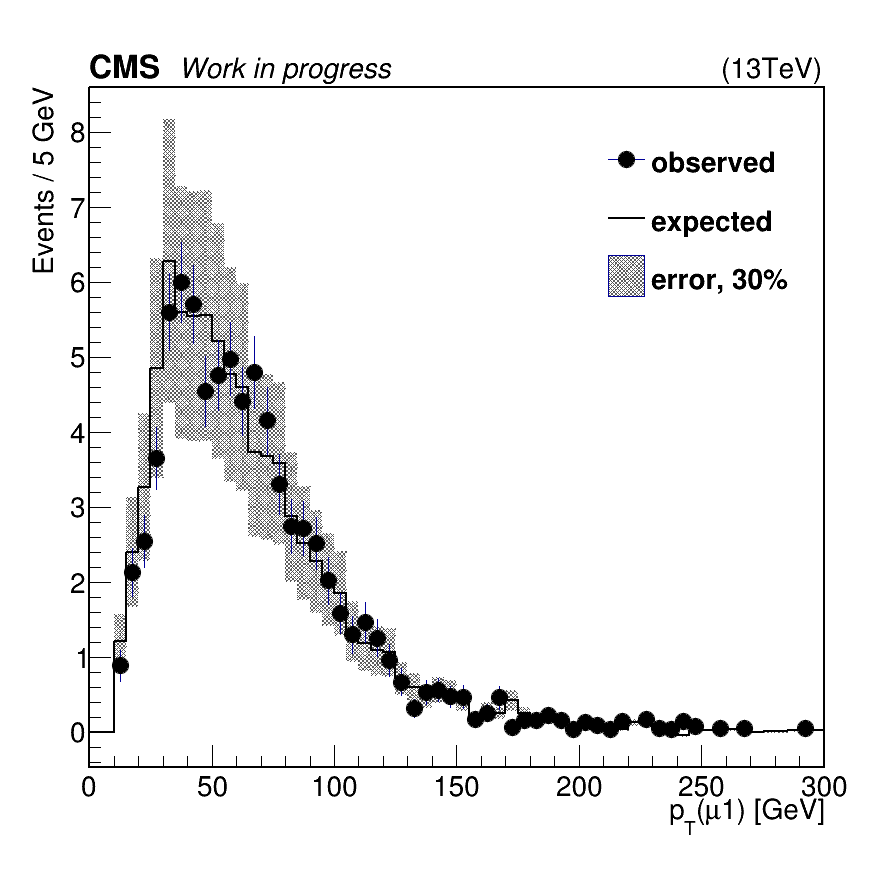 CMS Work in progress (13TeV)
Events / 5 GeV
8
7
6
5
4
3
2
1
0
observed
expected
error, 30%
0 50 100 150 200 250 300
p_T(μ1) [GeV]